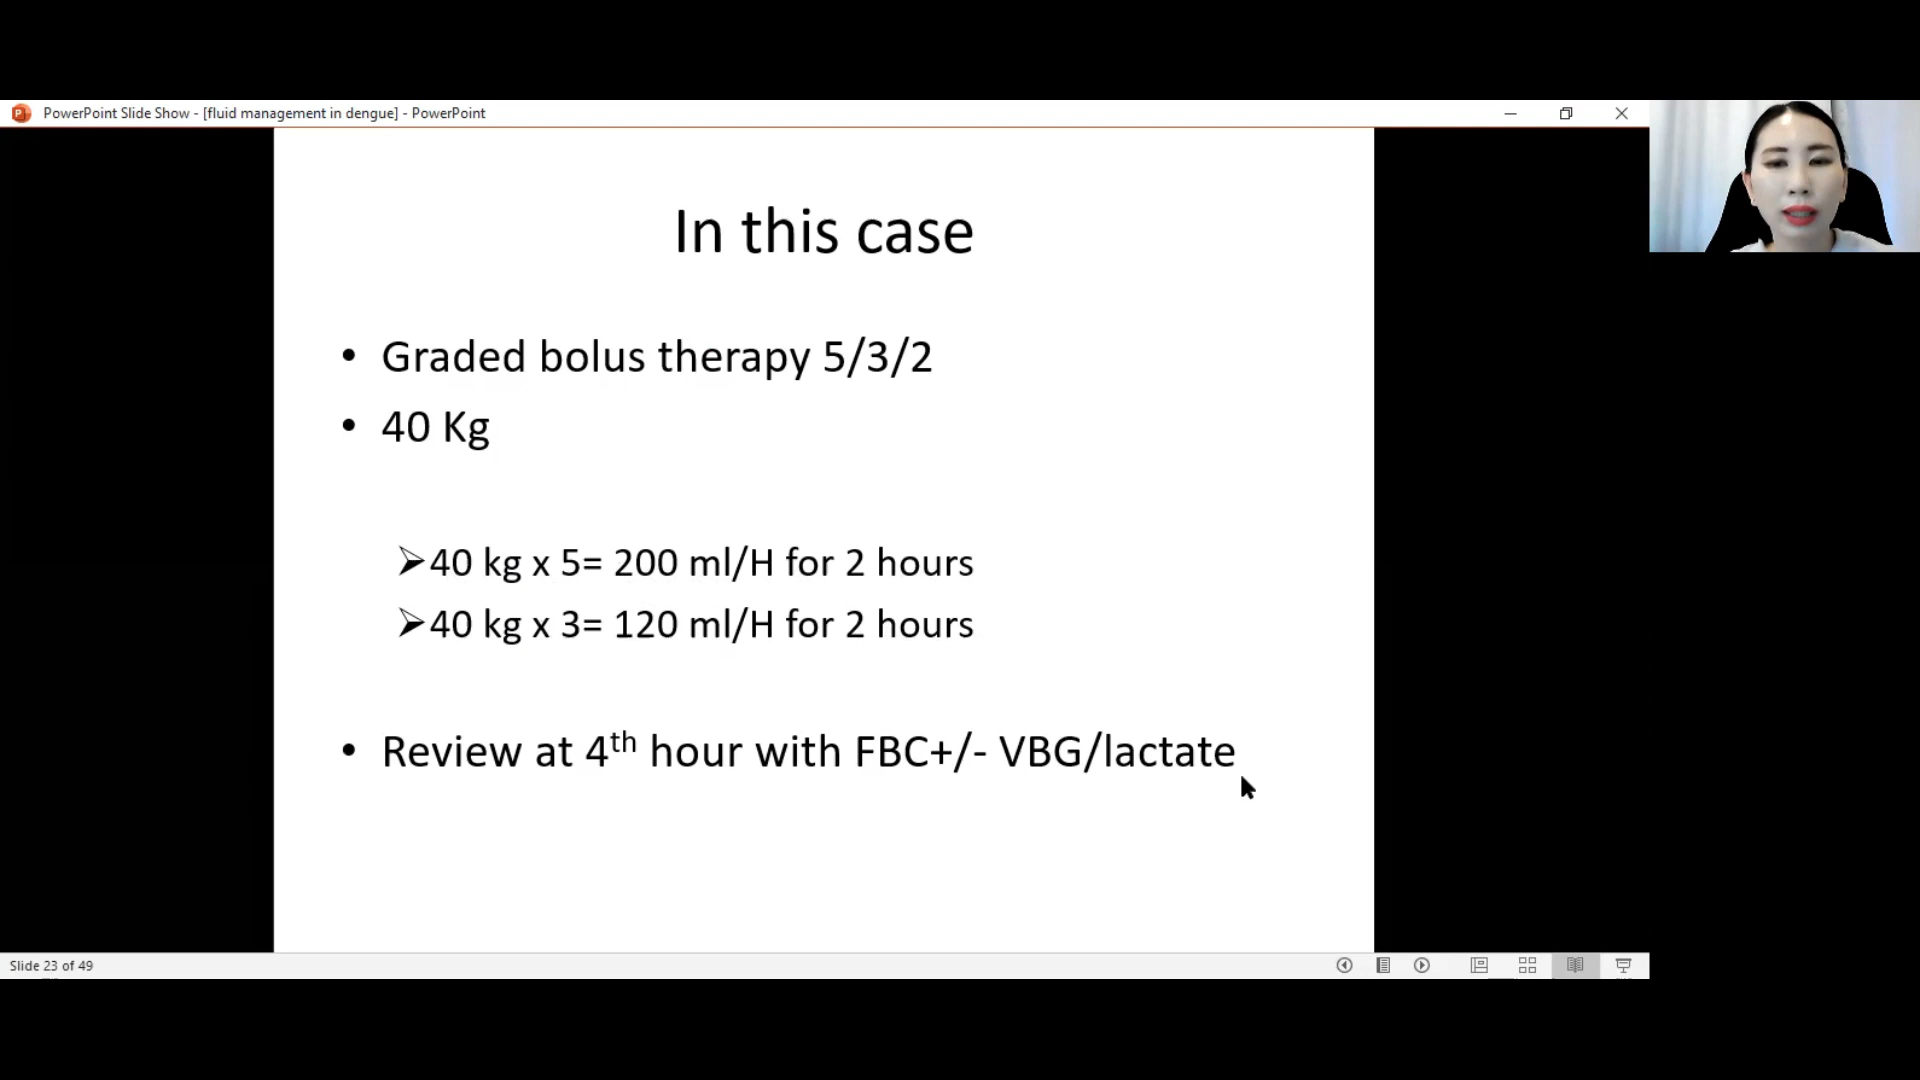 PowerPoint Slide Show - [fluid management in dengue] - PowerPoint
In this case
• Graded bolus therapy 5/3/2
• 40 Kg
➢40 kg x 5= 200 ml/H for 2 hours
➢40 kg x 3= 120 ml/H for 2 hours
• Review at 4th hour with FBC+/- VBG/lactate
Slide 23 of 49